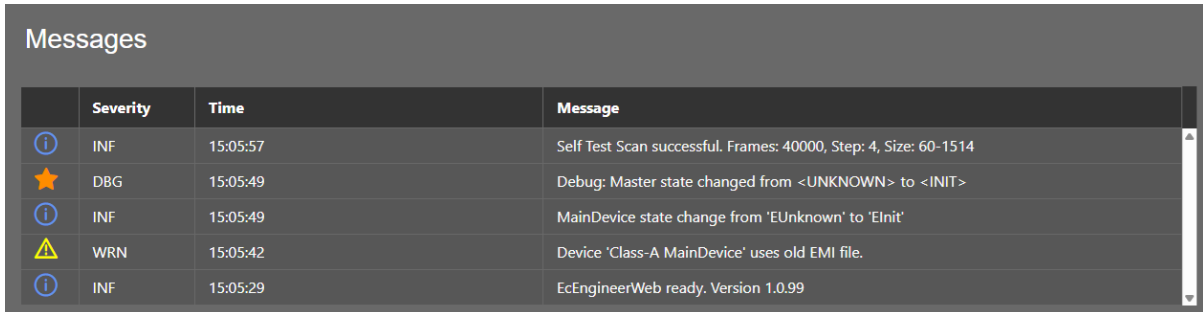 Messages
Severity Time Message
INF 15:05:57 Self Test Scan successful. Frames: 40000, Step: 4, Size: 60-1514
DBG 15:05:49 Debug: Master state changed from <UNKNOWN> to <INIT>
INF 15:05:49 MainDevice state change from 'EUnknown' to 'EInit'
WRN 15:05:42 Device 'Class-A MainDevice' uses old EMI file.
INF 15:05:29 EcEngineerWeb ready. Version 1.0.99